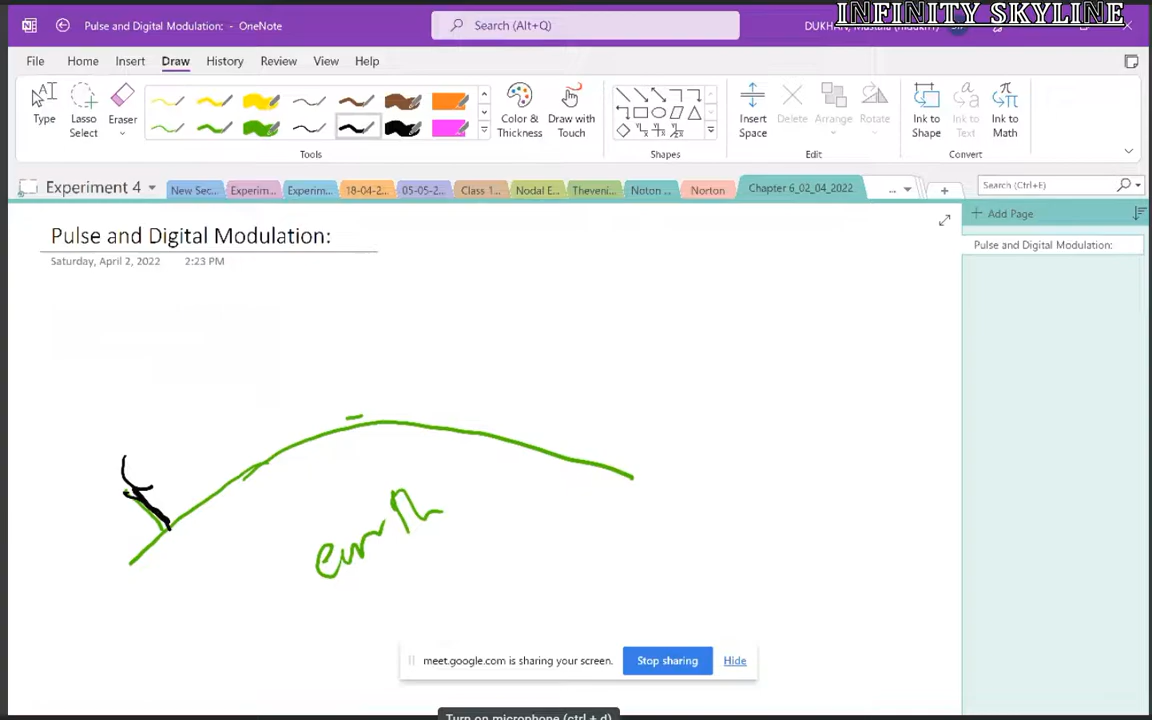 INFINITY SKYLINE
Pulse and Digital Modulation: - OneNote
Search (Alt+Q)
File Home Insert Draw History Review View Help
Type
Lasso Select
Eraser
Color & Thickness
Draw with Touch
Insert Space
Delete
Arrange
Rotate
Ink to Shape
Ink to Text
Ink to Math
Tools
Shapes
Edit
Convert
Experiment 4
New Sec...
Experim...
Experim...
18-04-2...
05-05-2...
Class 1...
Nodal E...
Theveni...
Noton ...
Norton
Chapter 6_02_04_2022
...
Search (Ctrl+E)
Add Page
Pulse and Digital Modulation:
Pulse and Digital Modulation:
Saturday, April 2, 2022 2:23 PM
earth
meet.google.com is sharing your screen.
Stop sharing
Hide
Turn on microphone (ctrl + d)